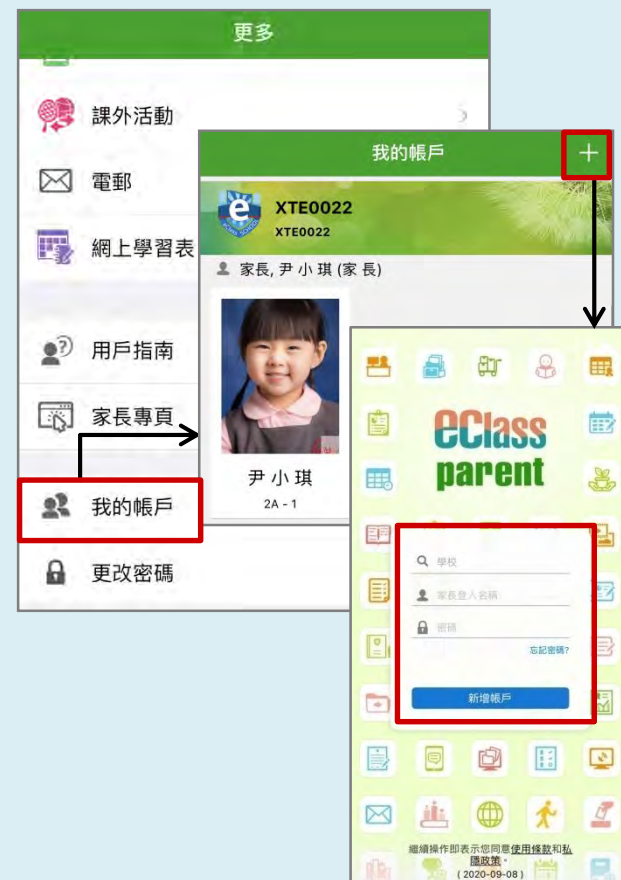 更多
課外活動
電郵
網上學習表
用戶指南
家長專頁
我的帳戶
更改密碼
我的帳戶
XTE0022
XTE0022
家長, 尹 小 琪 (家 長)
尹 小 琪
2A - 1
eClass
parent
學校
家長登入名稱
密碼
忘記密碼?
新增帳戶
繼續操作即表示您同意使用條款和私
隱政策。
( 2020-09-08 )